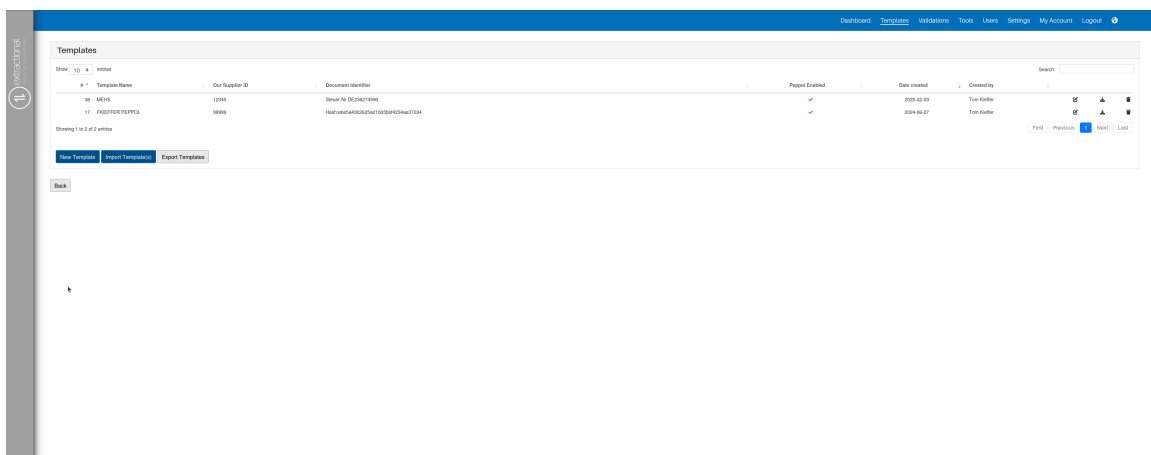 extractional
Dashboard Templates Validations Tools Users Settings My Account Logout
Templates
Show 10 entries
Search:
# Template Name Our Supplier ID Document Identifier Peppol Enabled Date created Created by
38 MEHS 12345 2025-02-03 Tom Kieffer
17 FKIEFFER PEPPOL 99999 2024-06-27 Tom Kieffer
Showing 1 to 2 of 2 entries
First Previous 1 Next Last
New Template Import Template(s) Export Templates
Back